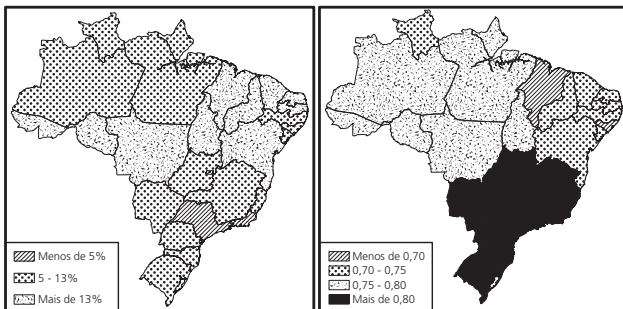 Menos de 5%
5 - 13%
Mais de 13%
Menos de 0,70
0,70 - 0,75
0,75 - 0,80
Mais de 0,80